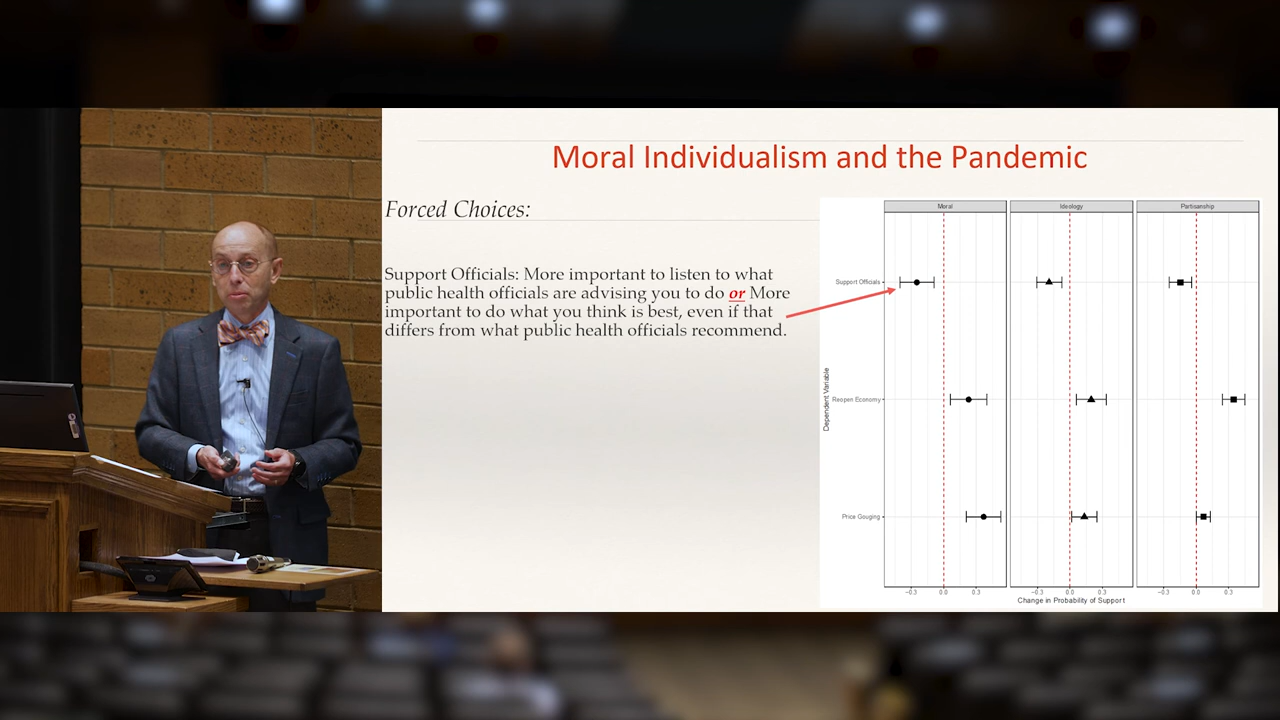 Moral Individualism and the Pandemic
Forced Choices:
Support Officials: More important to listen to what
public health officials are advising you to do or More
important to do what you think is best, even if that
differs from what public health officials recommend.
Moral
Ideology
Partisanship
Dependent Variable
Support Officials
Reopen Economy
Price Gouging
−0.3 0.0 0.3
−0.3 0.0 0.3
−0.3 0.0 0.3
Change in Probability of Support